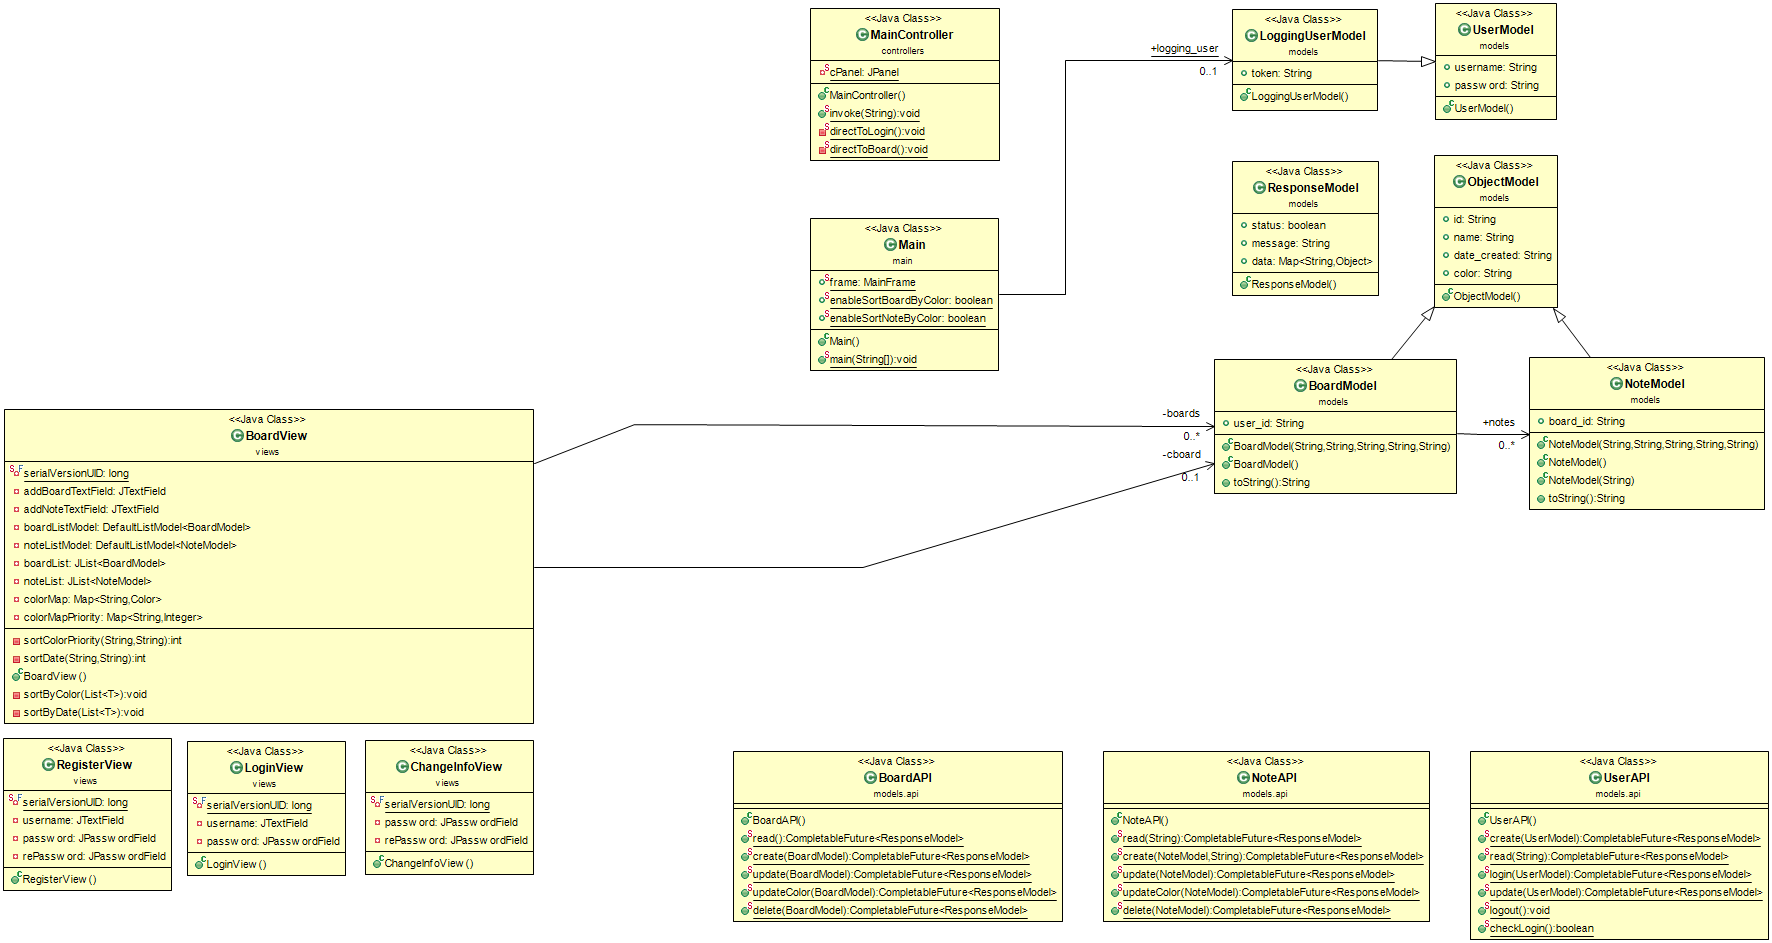 <<Java Class>>
MainController
controllers
cPanel: JPanel
MainController()
invoke(String):void
directToLogin():void
directToBoard():void
+logging_user
0..1
<<Java Class>>
LoggingUserModel
models
token: String
LoggingUserModel()
<<Java Class>>
UserModel
models
username: String
password: String
UserModel()
<<Java Class>>
ResponseModel
models
status: boolean
message: String
data: Map<String,Object>
ResponseModel()
<<Java Class>>
ObjectModel
models
id: String
name: String
date_created: String
color: String
ObjectModel()
<<Java Class>>
Main
main
frame: MainFrame
enableSortBoardByColor: boolean
enableSortNoteByColor: boolean
Main()
main(String[]):void
<<Java Class>>
BoardModel
models
user_id: String
BoardModel(String,String,String,String,String)
BoardModel()
toString():String
<<Java Class>>
NoteModel
models
board_id: String
NoteModel(String,String,String,String,String)
NoteModel()
NoteModel(String)
toString():String
-boards
0..*
-cboard
0..1
+notes
0..*
<<Java Class>>
BoardView
views
serialVersionUID: long
addBoardTextField: JTextField
addNoteTextField: JTextField
boardListModel: DefaultListModel<BoardModel>
noteListModel: DefaultListModel<NoteModel>
boardList: JList<BoardModel>
noteList: JList<NoteModel>
colorMap: Map<String,Color>
colorMapPriority: Map<String,Integer>
sortColorPriority(String,String):int
sortDate(String,String):int
BoardView()
sortByColor(List<T>):void
sortByDate(List<T>):void
<<Java Class>>
RegisterView
views
serialVersionUID: long
username: JTextField
password: JPasswordField
rePassword: JPasswordField
RegisterView()
<<Java Class>>
LoginView
views
serialVersionUID: long
username: JTextField
password: JPasswordField
LoginView()
<<Java Class>>
ChangeInfoView
views
serialVersionUID: long
password: JPasswordField
rePassword: JPasswordField
ChangeInfoView()
<<Java Class>>
BoardAPI
models.api
BoardAPI()
read():CompletableFuture<ResponseModel>
create(BoardModel):CompletableFuture<ResponseModel>
update(BoardModel):CompletableFuture<ResponseModel>
updateColor(BoardModel):CompletableFuture<ResponseModel>
delete(BoardModel):CompletableFuture<ResponseModel>
<<Java Class>>
NoteAPI
models.api
NoteAPI()
read(String):CompletableFuture<ResponseModel>
create(NoteModel,String):CompletableFuture<ResponseModel>
update(NoteModel):CompletableFuture<ResponseModel>
updateColor(NoteModel):CompletableFuture<ResponseModel>
delete(NoteModel):CompletableFuture<ResponseModel>
<<Java Class>>
UserAPI
models.api
UserAPI()
create(UserModel):CompletableFuture<ResponseModel>
read(String):CompletableFuture<ResponseModel>
login(UserModel):CompletableFuture<ResponseModel>
update(UserModel):CompletableFuture<ResponseModel>
logout():void
checkLogin():boolean